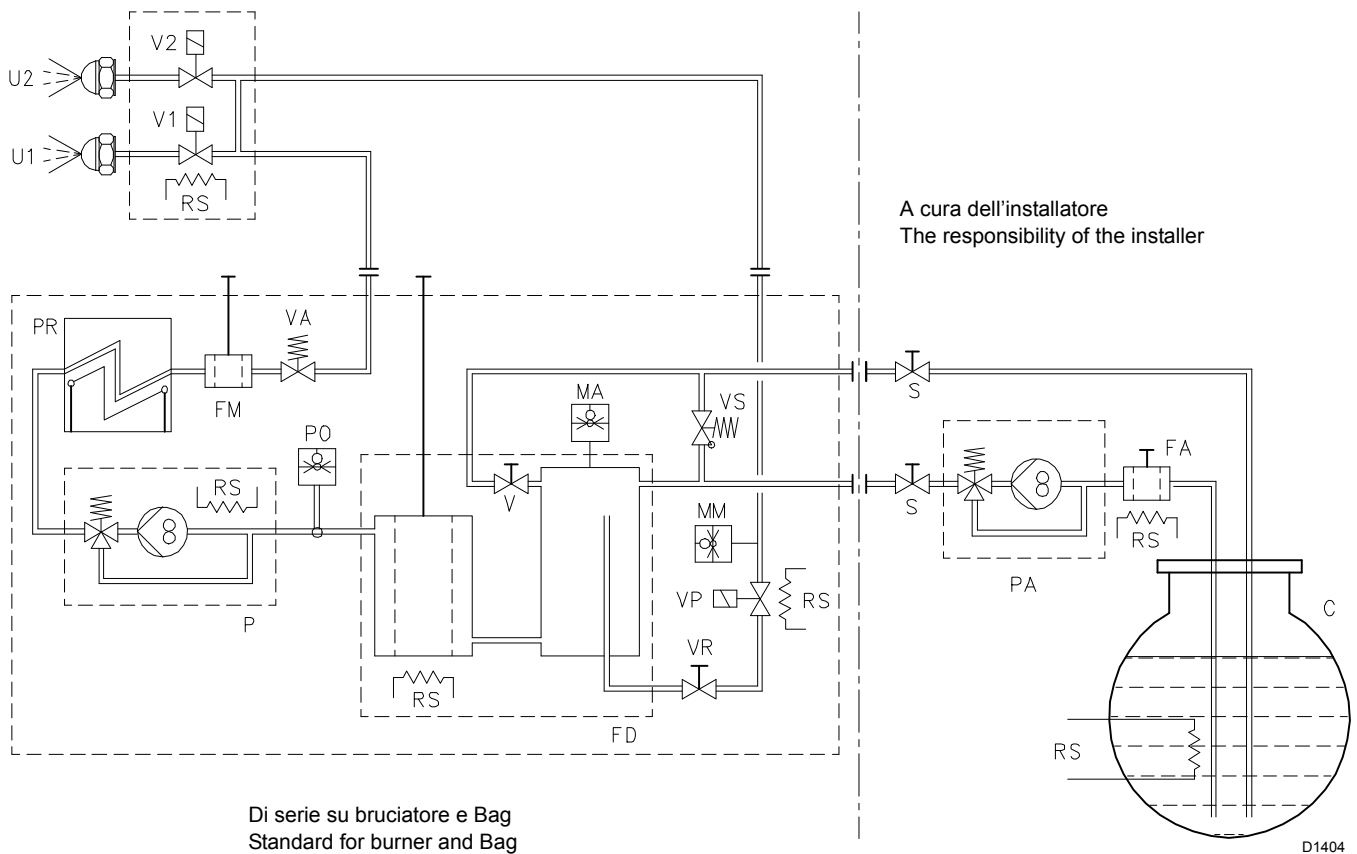 V2
U2
V1
U1
RS
A cura dell'installatore
The responsibility of the installer
PR
VA
FM
MA
VS
S
PO
FA
RS
V
S
MM
RS
PA
P
VP
RS
C
VR
RS
FD
RS
Di serie su bruciatore e Bag
Standard for burner and Bag
D1404